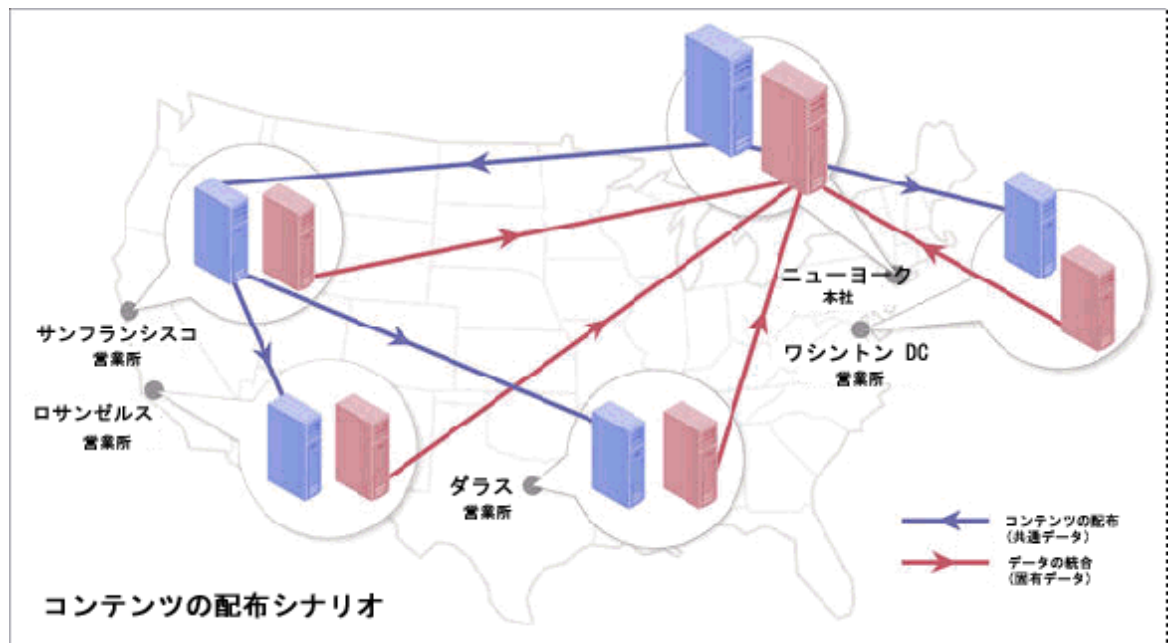 ニューヨーク
本社
サンフランシスコ
営業所
ワシントン DC
営業所
ロサンゼルス
営業所
ダラス
営業所
コンテンツの配布
(共通データ)
データの統合
(固有データ)
コンテンツの配布シナリオ